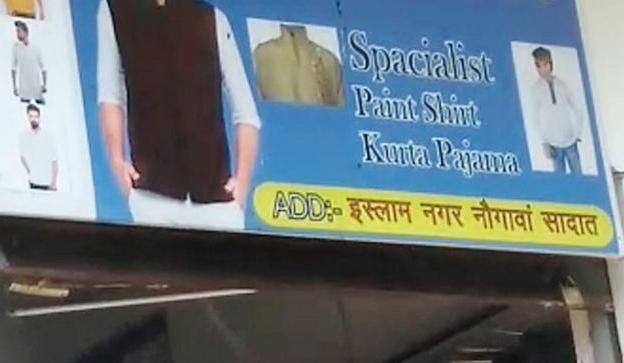 Spacialist
Paint Shirt
Kurta Pajama
ADD:- इस्लाम नगर नौगावां सादात